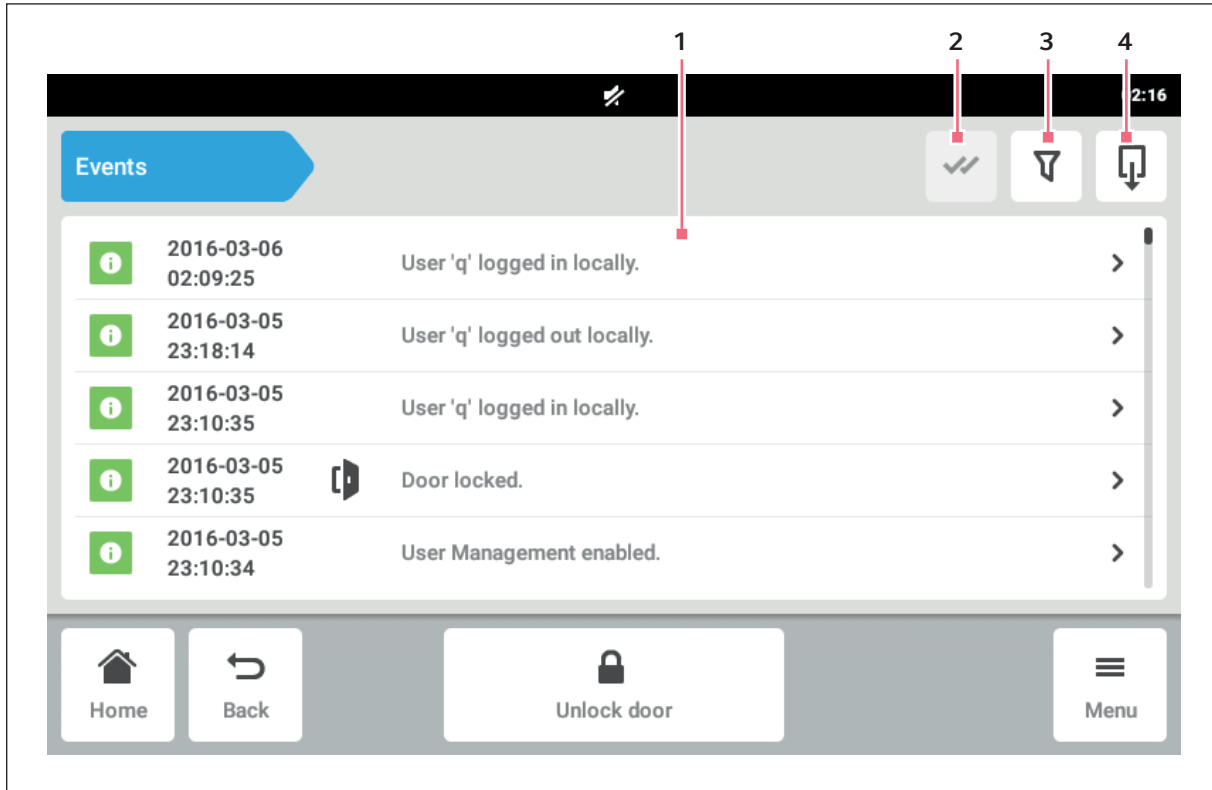 1 2 3 4
02:16
Events
2016-03-06
02:09:25
User 'q' logged in locally.
2016-03-05
23:18:14
User 'q' logged out locally.
2016-03-05
23:10:35
User 'q' logged in locally.
2016-03-05
23:10:35
Door locked.
2016-03-05
23:10:34
User Management enabled.
Home
Back
Unlock door
Menu